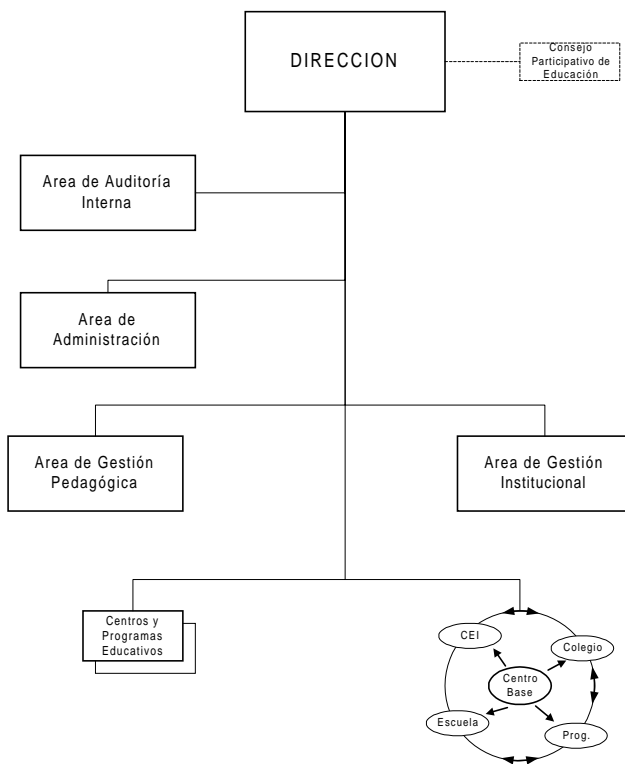 DIRECCION
Consejo
Participativo de
Educación
Area de Auditoría
Interna
Area de
Administración
Area de Gestión
Pedagógica
Area de Gestión
Institucional
Centros y
Programas
Educativos
CEI
Colegio
Centro
Base
Escuela
Prog.